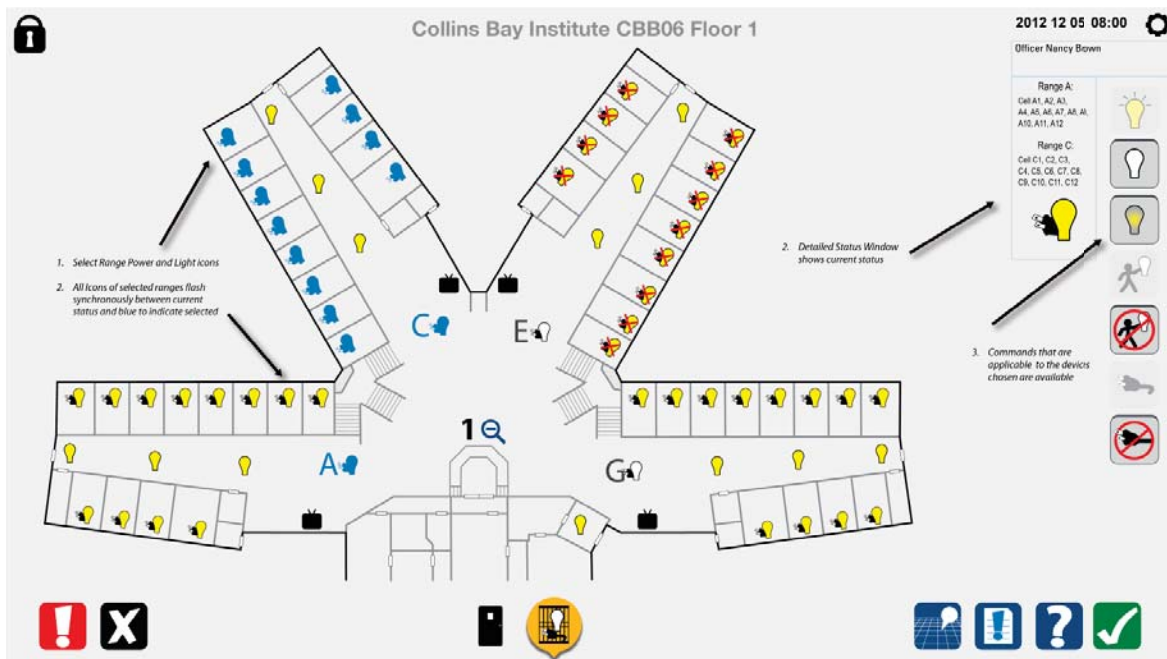 Collins Bay Institute CBB06 Floor 1
2012 12 05 08:00
Officer Nancy Brown
Range A:
Cell A1, A2, A3,
A4, A5, A6, A7, A8, A9,
A10, A11, A12
Range C:
Cell C1, C2, C3,
C4, C5, C6, C7, C8,
C9, C10, C11, C12
1. Select Range Power and Light icons
2. All Icons of selected ranges flash
synchronously between current
status and blue to indicate selected
2. Detailed Status Window
shows current status
3. Commands that are
applicable to the devices
chosen are available
C
E
1
A
G